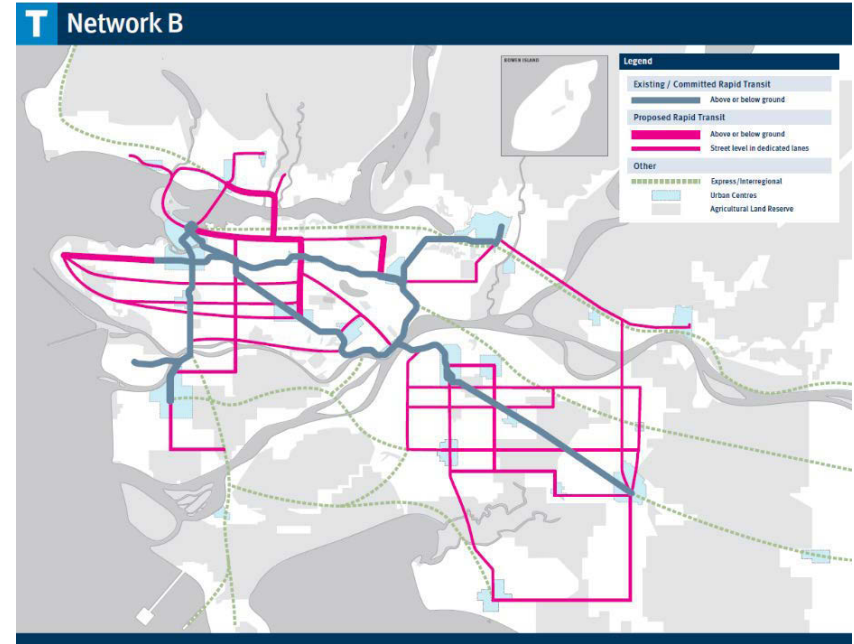 T Network B
BOWEN ISLAND
Legend
Existing / Committed Rapid Transit
Above or below ground
Proposed Rapid Transit
Above or below ground
Street level in dedicated lanes
Other
Express/Interregional
Urban Centres
Agricultural Land Reserve